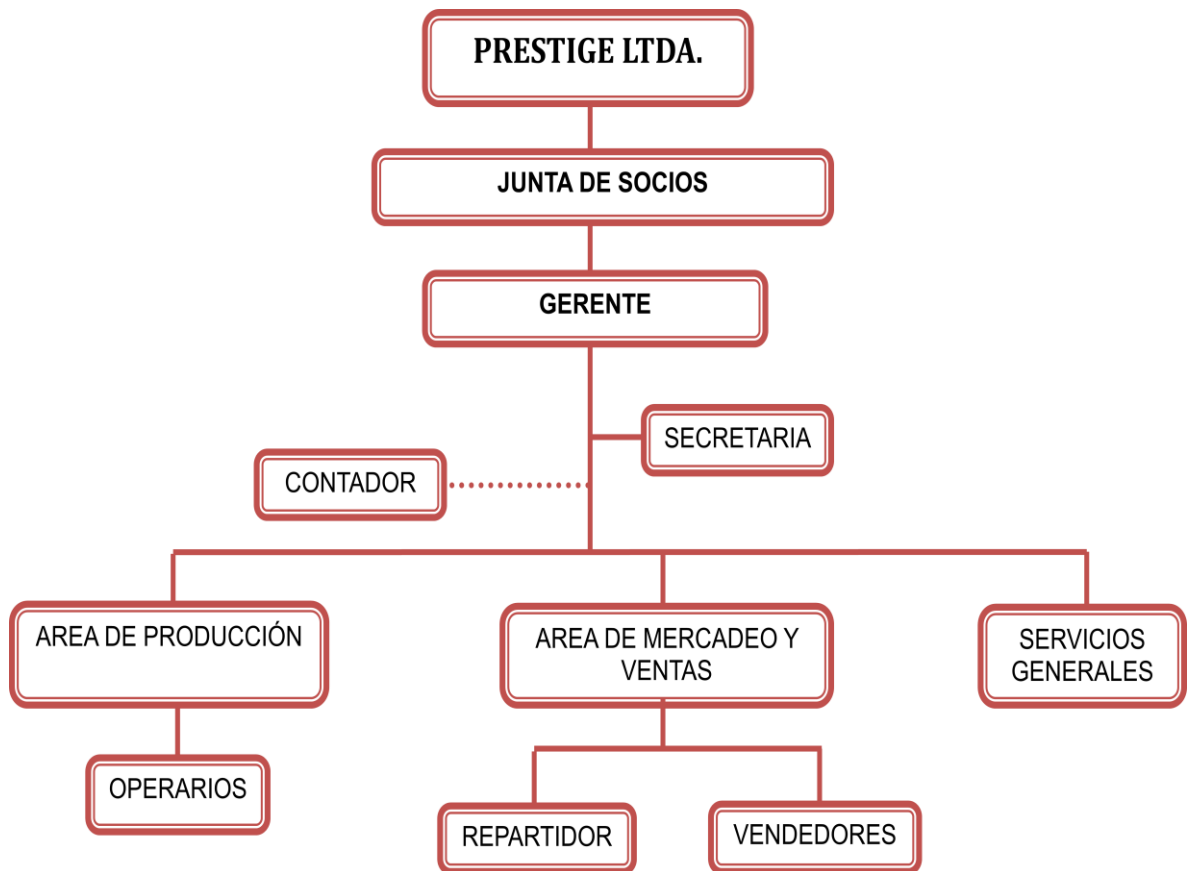 PRESTIGE LTDA.
JUNTA DE SOCIOS
GERENTE
SECRETARIA
CONTADOR
AREA DE PRODUCCIÓN
AREA DE MERCADEO Y
VENTAS
SERVICIOS
GENERALES
OPERARIOS
REPARTIDOR
VENDEDORES